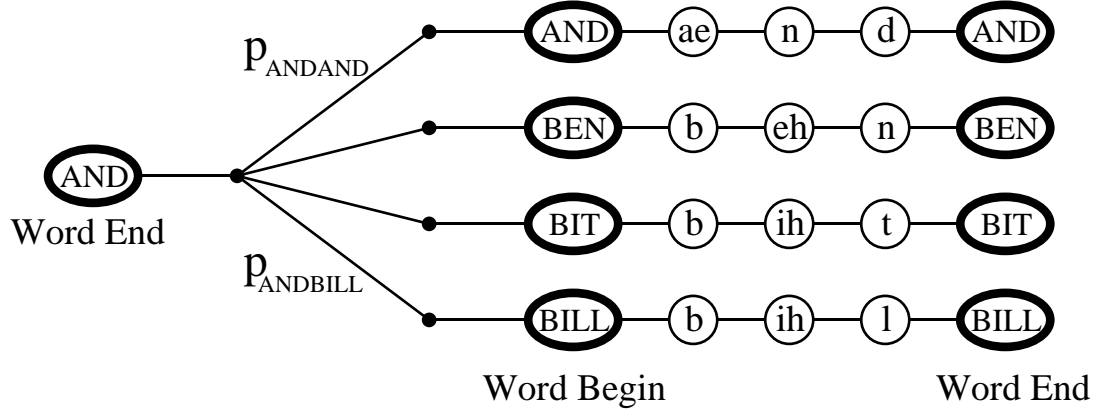 AND ae n d AND
p_ANDAND
BEN b eh n BEN
AND
Word End
BIT b ih t BIT
p_ANDBILL
BILL b ih l BILL
Word Begin Word End